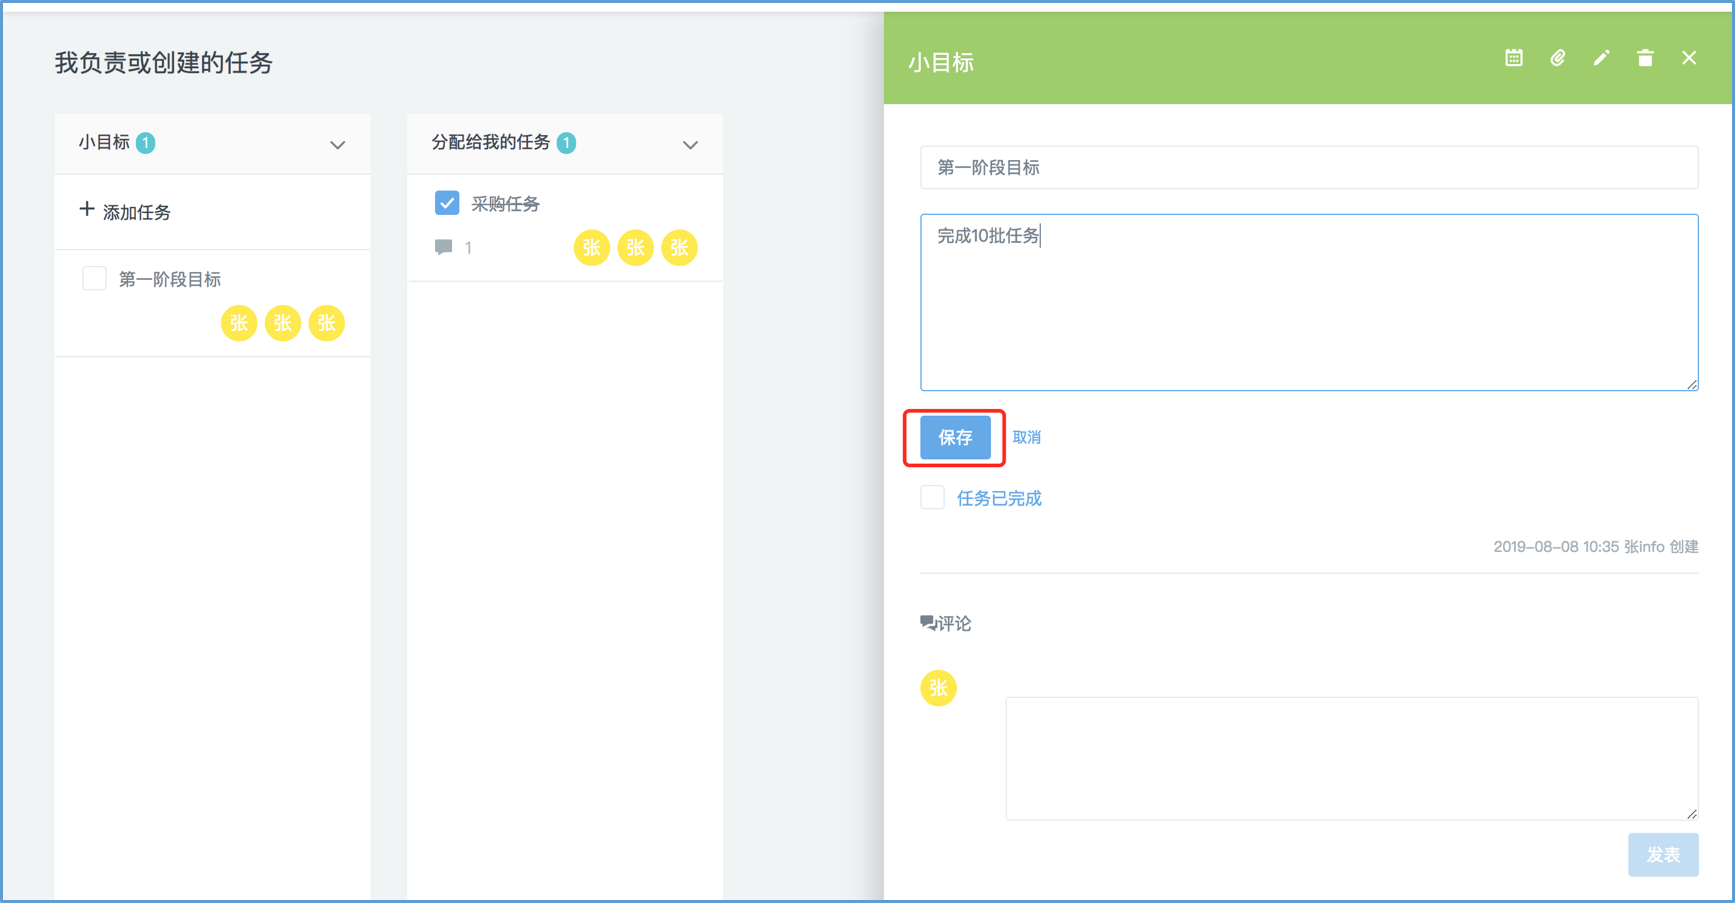 我负责或创建的任务
小目标 1
添加任务
第一阶段目标
张 张 张
分配给我的任务 1
采购任务
1
张 张 张
小目标
第一阶段目标
完成10批任务
保存 取消
任务已完成
2019-08-08 10:35 张info 创建
评论
张
发表